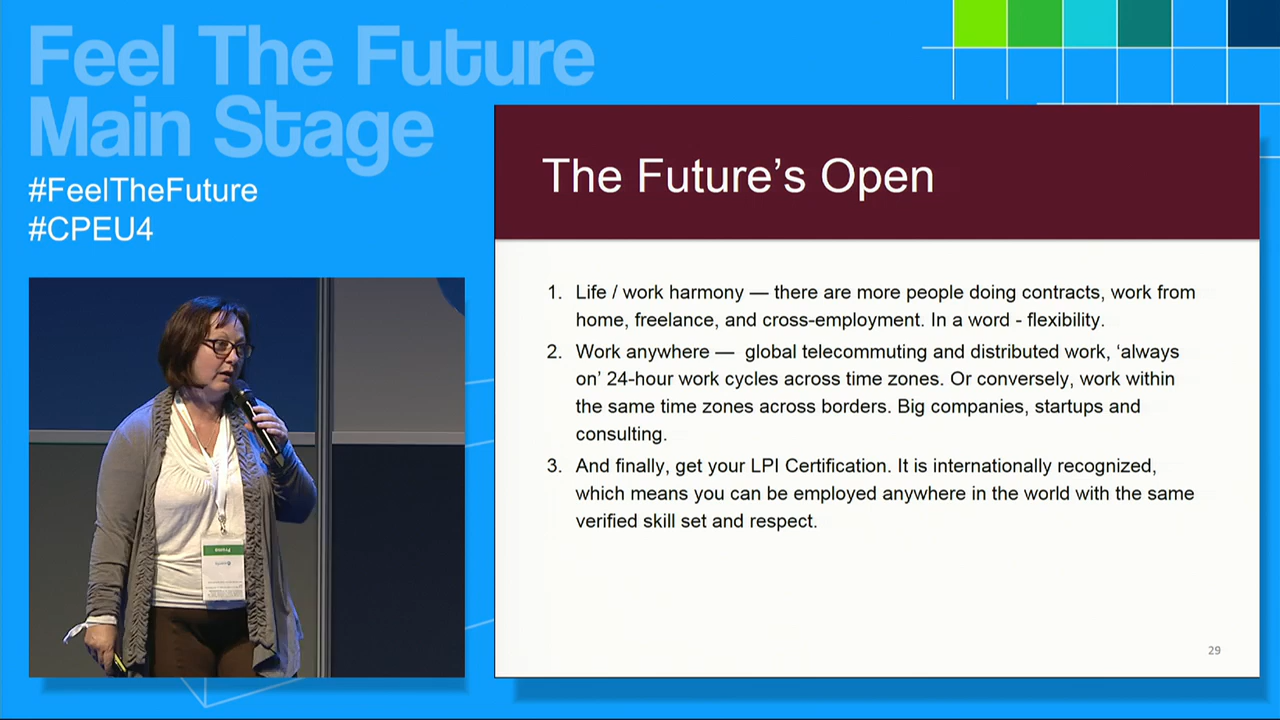 Feel The Future
Main Stage
#FeelTheFuture
#CPEU4
The Future’s Open
1. Life / work harmony — there are more people doing contracts, work from
home, freelance, and cross-employment. In a word - flexibility.
2. Work anywhere — global telecommuting and distributed work, ‘always
on’ 24-hour work cycles across time zones. Or conversely, work within
the same time zones across borders. Big companies, startups and
consulting.
3. And finally, get your LPI Certification. It is internationally recognized,
which means you can be employed anywhere in the world with the same
verified skill set and respect.
29